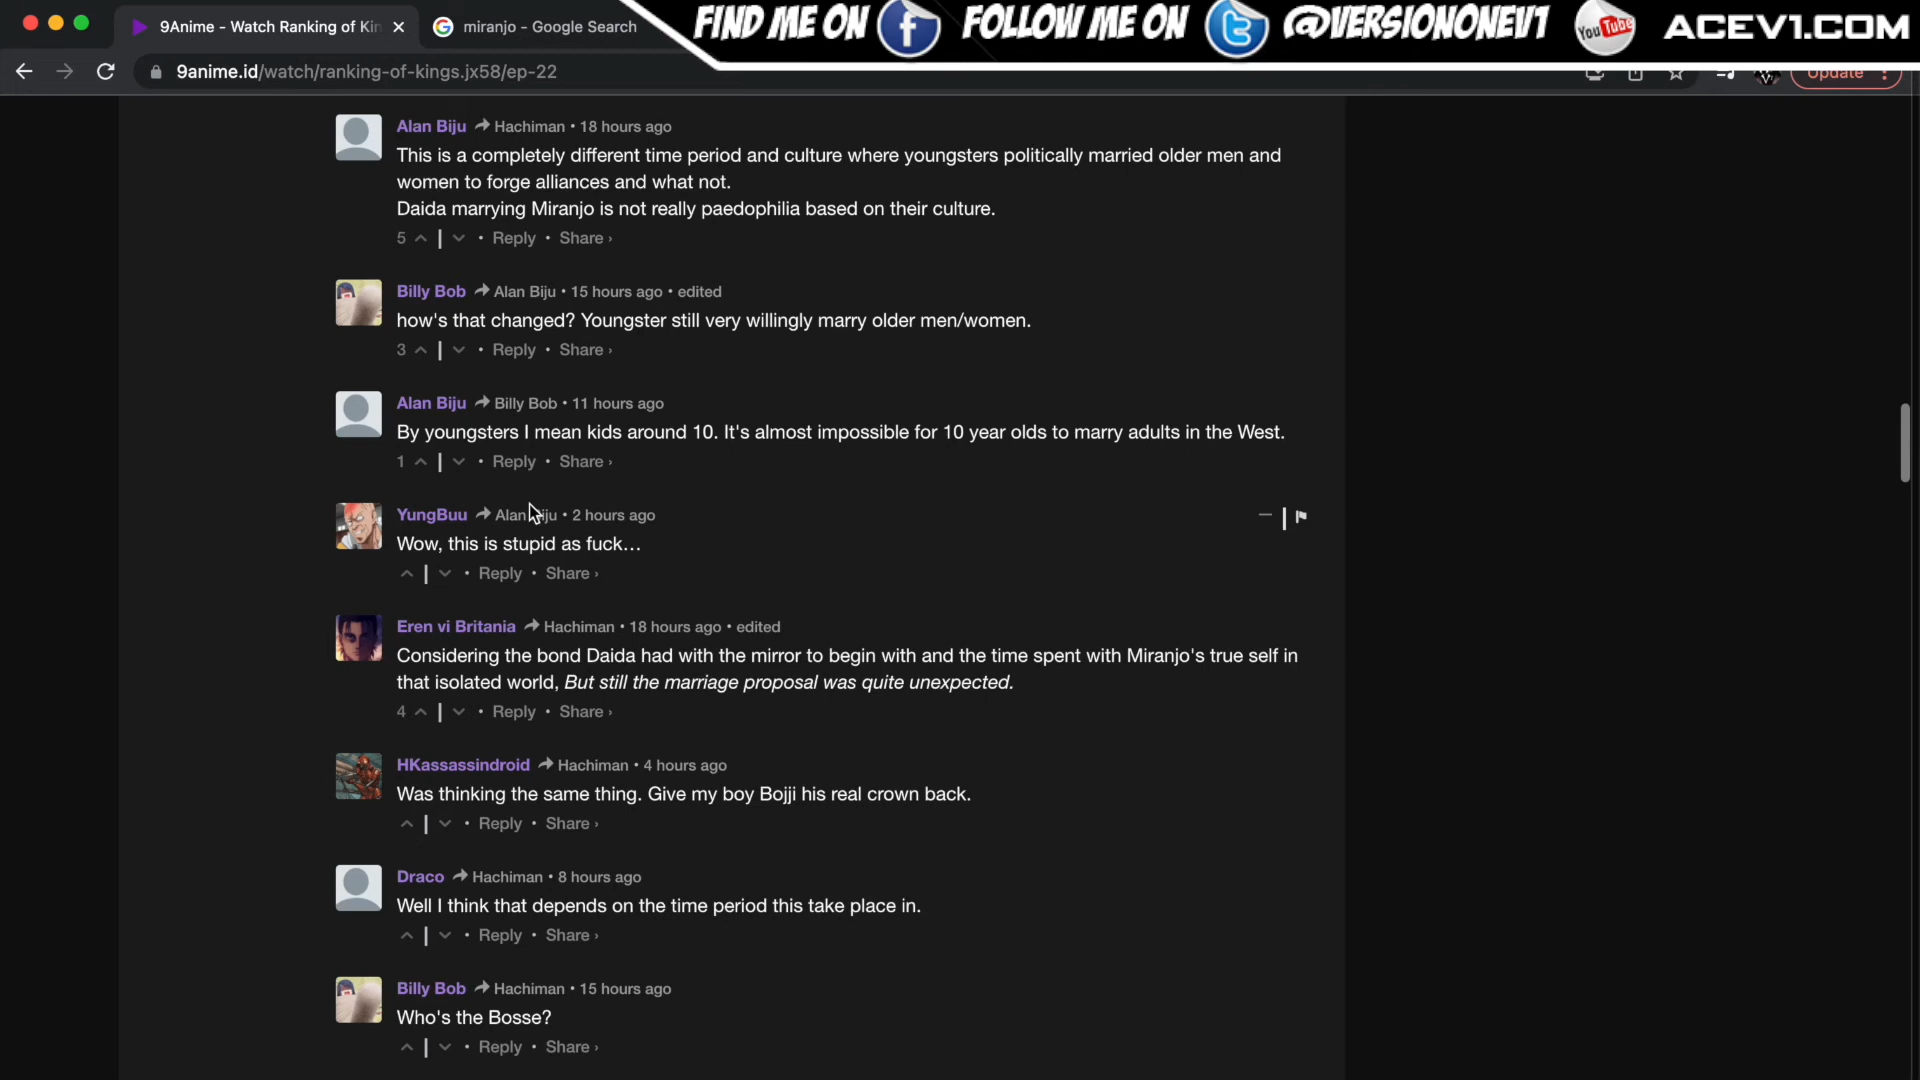 9Anime - Watch Ranking of Kin
miranjo - Google Search
FIND ME ON
FOLLOW ME ON
@VERSIONONEV1
You Tube
ACEV1.COM
9anime.id/watch/ranking-of-kings.jx58/ep-22
Update
Alan Biju Hachiman • 18 hours ago
This is a completely different time period and culture where youngsters politically married older men and
women to forge alliances and what not.
Daida marrying Miranjo is not really paedophilia based on their culture.
5 • Reply • Share ›
Billy Bob Alan Biju • 15 hours ago • edited
how's that changed? Youngster still very willingly marry older men/women.
3 • Reply • Share ›
Alan Biju Billy Bob • 11 hours ago
By youngsters I mean kids around 10. It's almost impossible for 10 year olds to marry adults in the West.
1 • Reply • Share ›
YungBuu Alan Biju • 2 hours ago
Wow, this is stupid as fuck…
• Reply • Share ›
Eren vi Britania Hachiman • 18 hours ago • edited
Considering the bond Daida had with the mirror to begin with and the time spent with Miranjo's true self in
that isolated world, But still the marriage proposal was quite unexpected.
4 • Reply • Share ›
HKassassindroid Hachiman • 4 hours ago
Was thinking the same thing. Give my boy Bojji his real crown back.
• Reply • Share ›
Draco Hachiman • 8 hours ago
Well I think that depends on the time period this take place in.
• Reply • Share ›
Billy Bob Hachiman • 15 hours ago
Who's the Bosse?
• Reply • Share ›